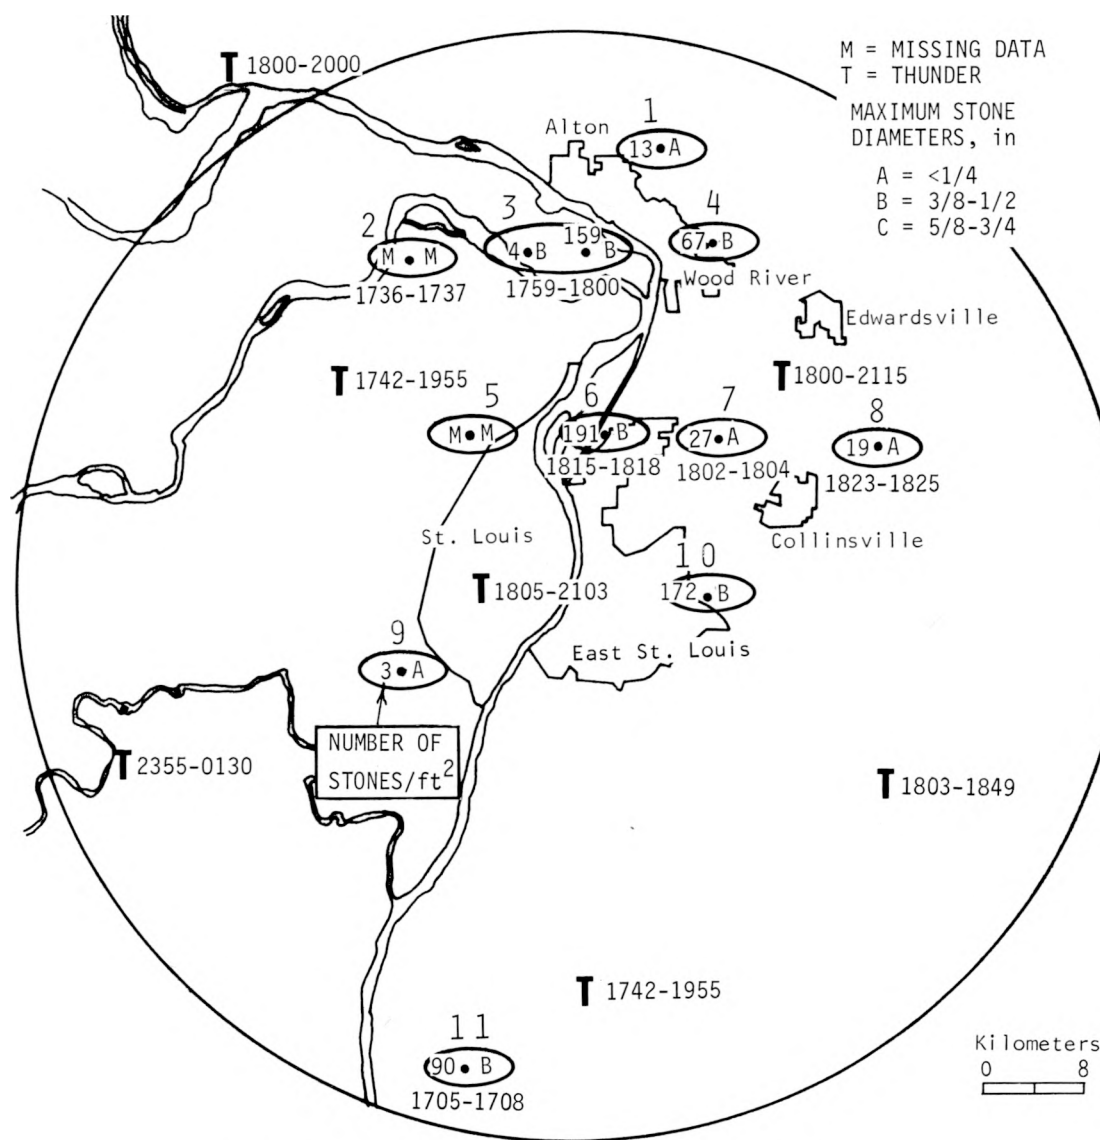 T 1800-2000
M = MISSING DATA
T = THUNDER
MAXIMUM STONE
DIAMETERS, in
A = <1/4
B = 3/8-1/2
C = 5/8-3/4
1
Alton
13 A
2
M M
1736-1737
3
4 B 159 B
1759-1800
4
67 B
Wood River
Edwardsville
T 1742-1955
T 1800-2115
5
M M
6
191 B
1815-1818
7
27 A
1802-1804
8
19 A
1823-1825
Collinsville
St. Louis
T 1805-2103
10
172 B
East St. Louis
9
3 A
NUMBER OF
STONES/ft2
T 2355-0130
T 1803-1849
T 1742-1955
11
90 B
1705-1708
Kilometers
0 8